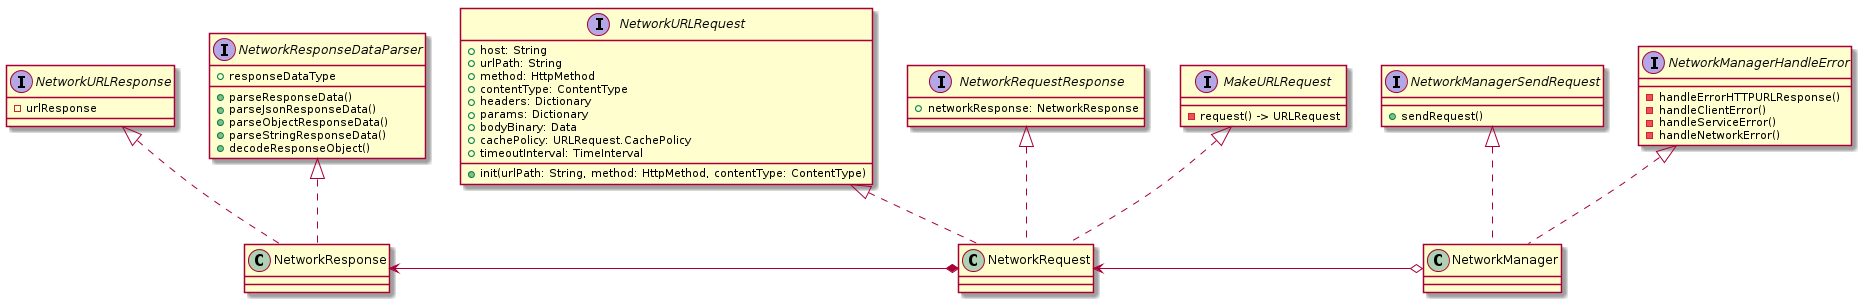 I NetworkURLResponse
urlResponse
I NetworkResponseDataParser
responseDataType
parseResponseData()
parseJsonResponseData()
parseObjectResponseData()
parseStringResponseData()
decodeResponseObject()
I NetworkURLRequest
host: String
urlPath: String
method: HttpMethod
contentType: ContentType
headers: Dictionary
params: Dictionary
bodyBinary: Data
cachePolicy: URLRequest.CachePolicy
timeoutInterval: TimeInterval
init(urlPath: String, method: HttpMethod, contentType: ContentType)
I NetworkRequestResponse
networkResponse: NetworkResponse
I MakeURLRequest
request() -> URLRequest
I NetworkManagerSendRequest
sendRequest()
I NetworkManagerHandleError
handleErrorHTTPURLResponse()
handleClientError()
handleServiceError()
handleNetworkError()
C NetworkResponse
C NetworkRequest
C NetworkManager